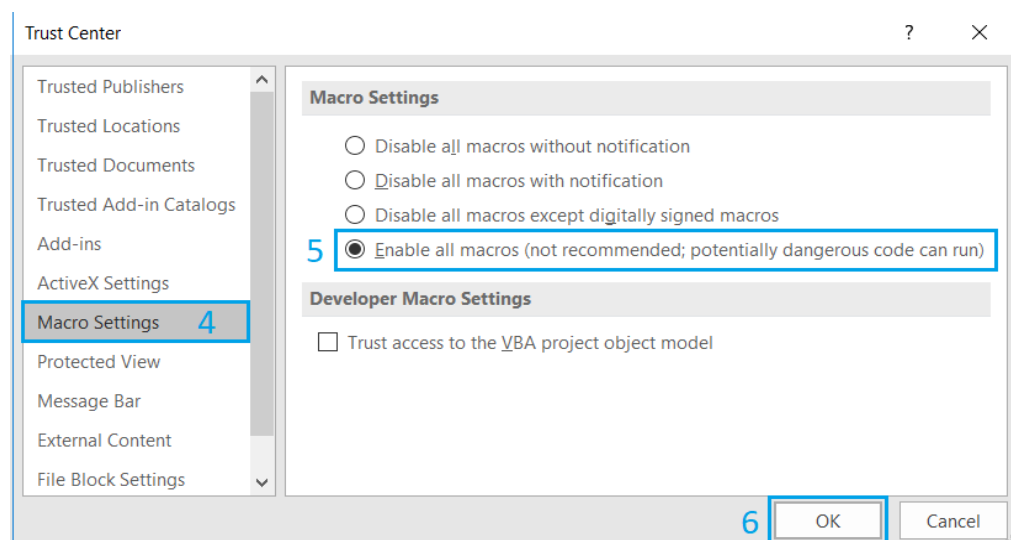 Trust Center
?
Trusted Publishers
Trusted Locations
Trusted Documents
Trusted Add-in Catalogs
Add-ins
ActiveX Settings
Macro Settings 4
Protected View
Message Bar
External Content
File Block Settings
Macro Settings
Disable all macros without notification
Disable all macros with notification
Disable all macros except digitally signed macros
5 Enable all macros (not recommended; potentially dangerous code can run)
Developer Macro Settings
Trust access to the VBA project object model
6 OK
Cancel